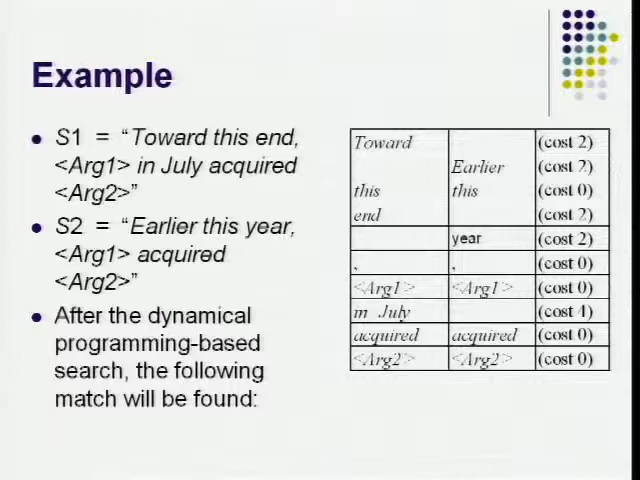 Example
S1 = “Toward this end,
<Arg1> in July acquired
<Arg2>”
S2 = “Earlier this year,
<Arg1> acquired
<Arg2>”
After the dynamical
programming-based
search, the following
match will be found:
Toward (cost 2)
Earlier (cost 2)
this this (cost 0)
end (cost 2)
year (cost 2)
, , (cost 0)
<Arg1> <Arg1> (cost 0)
in July (cost 4)
acquired acquired (cost 0)
<Arg2> <Arg2> (cost 0)